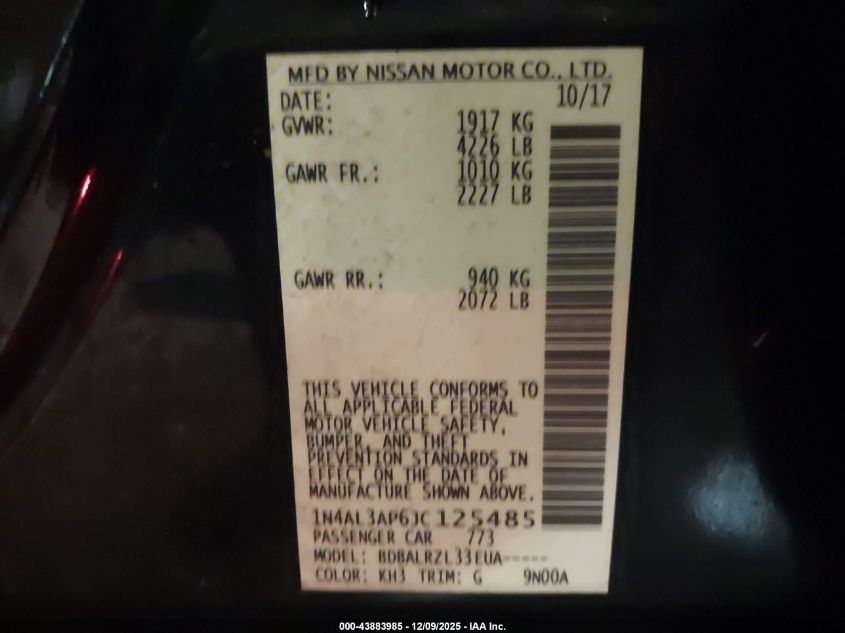 MFD BY NISSAN MOTOR CO., LTD.
DATE: 10/17
GVWR: 1917 KG
4226 LB
GAWR FR.: 1010 KG
2227 LB
GAWR RR.: 940 KG
2072 LB
THIS VEHICLE CONFORMS TO
ALL APPLICABLE FEDERAL
MOTOR VEHICLE SAFETY,
BUMPER, AND THEFT
PREVENTION STANDARDS IN
EFFECT ON THE DATE OF
MANUFACTURE SHOWN ABOVE.
1N4AL3AP6JC125485
PASSENGER CAR 773
MODEL: BDBALRZL33EUA-----
COLOR: KH3 TRIM: G 9N00A
000-43883985 - 12/09/2025 - IAA Inc.